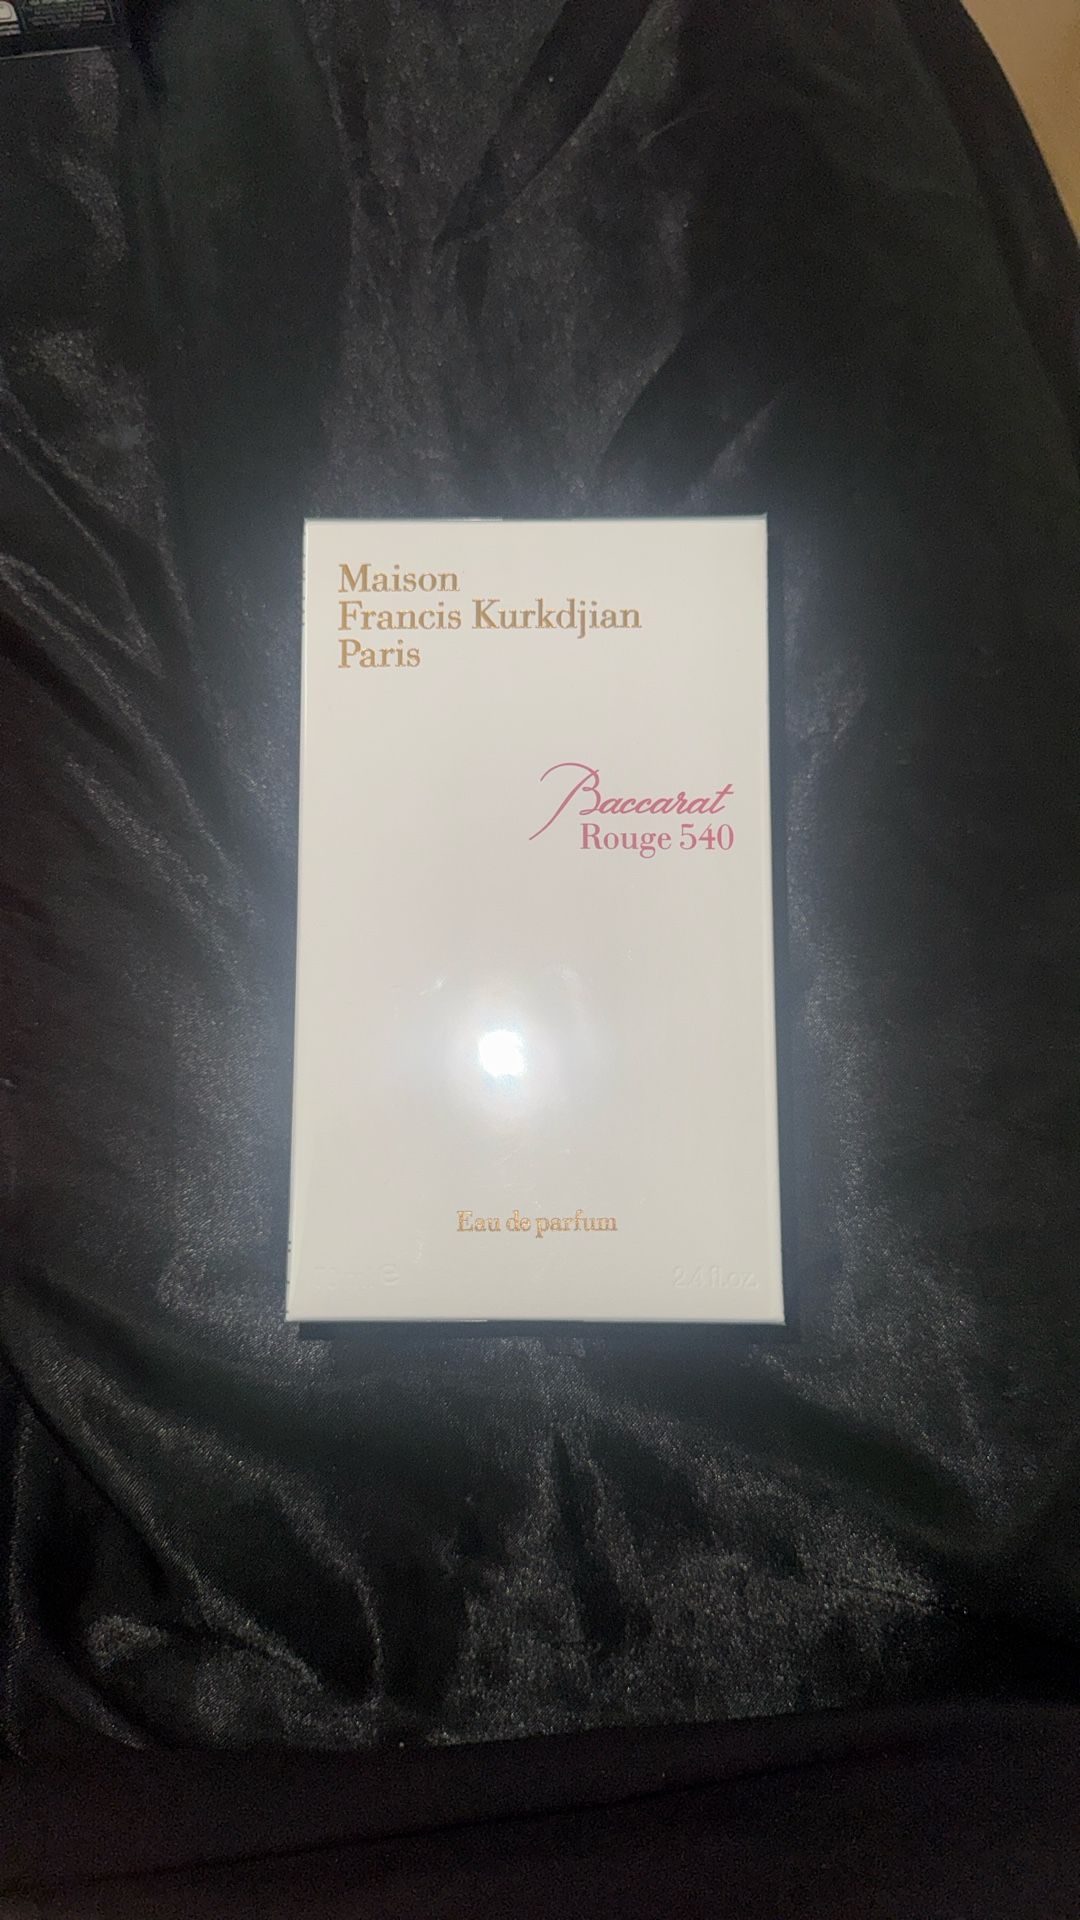 Maison
Francis Kurkdjian
Paris
Baccarat
Rouge 540
Eau de parfum
2.4 fl.oz.